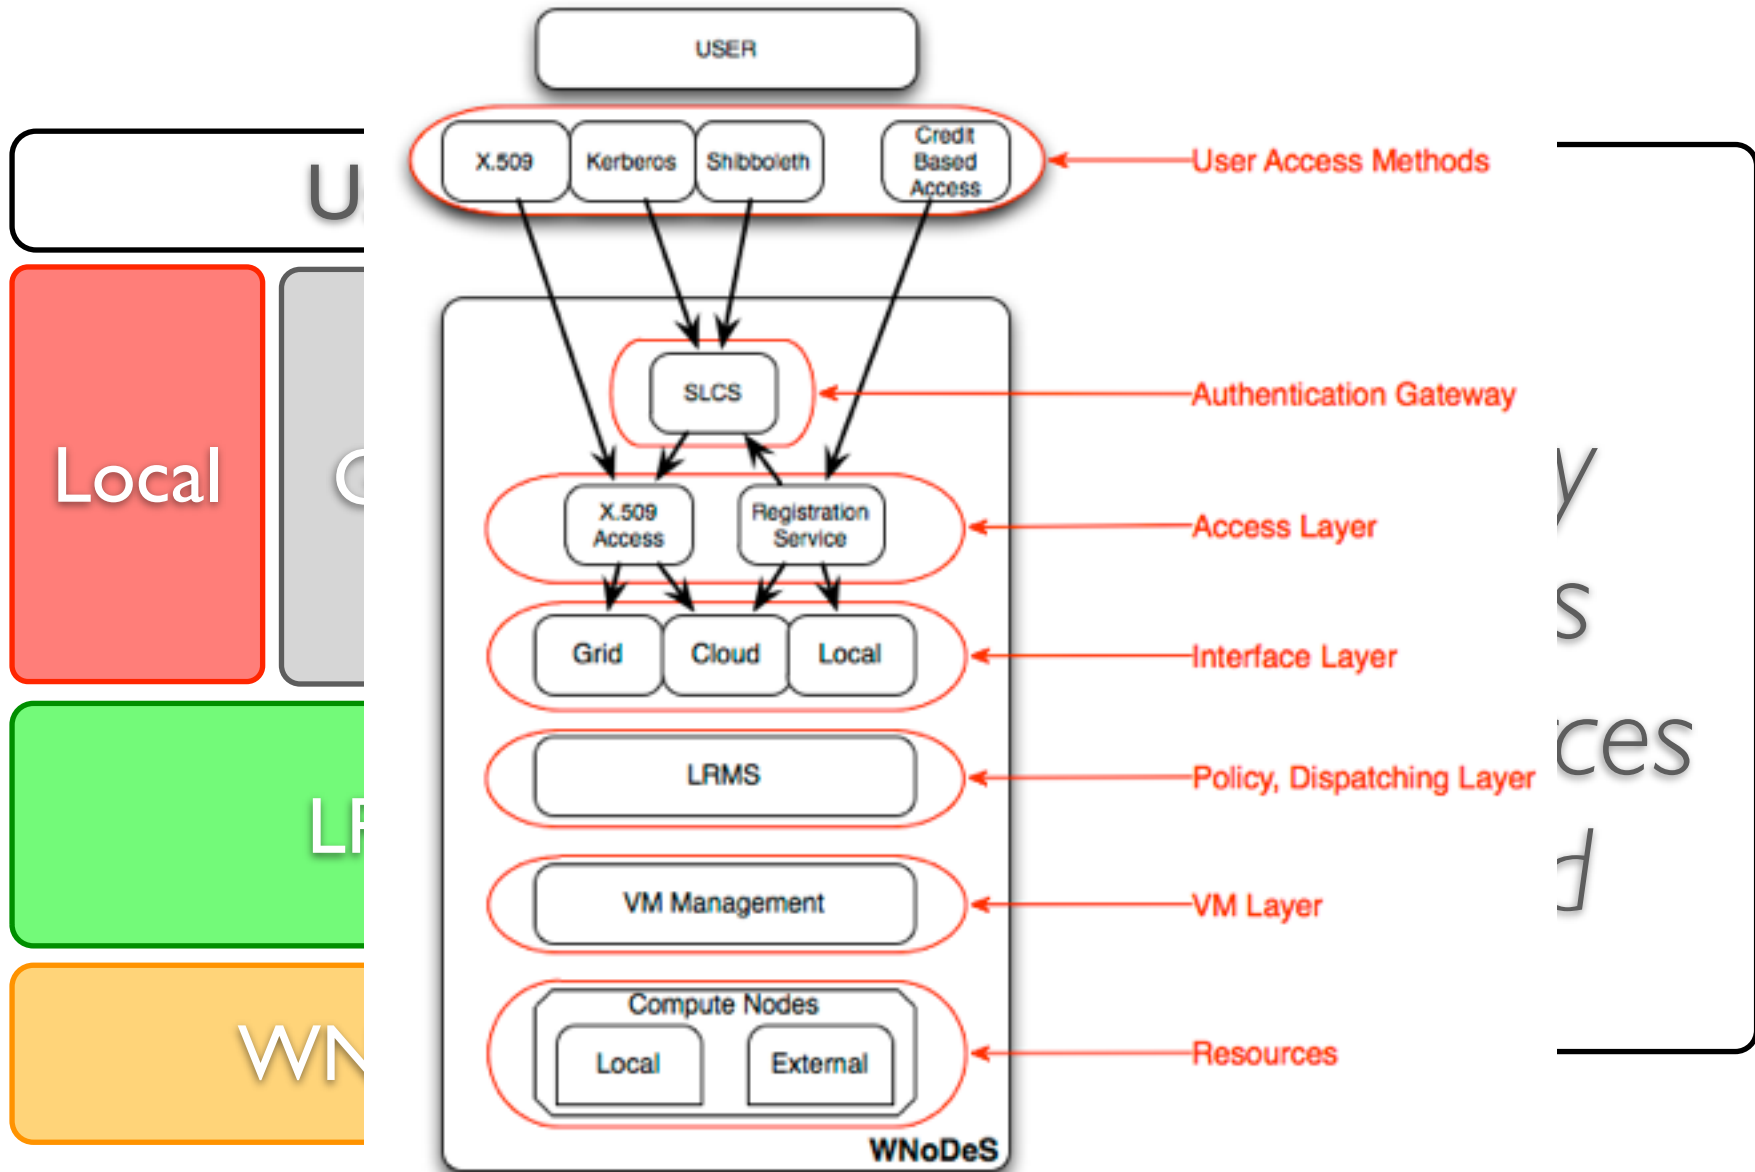 USER
X.509
Kerberos
Shibboleth
Credit
Based
Access
User Access Methods
SLCS
Authentication Gateway
X.509
Access
Registration
Service
Access Layer
Grid
Cloud
Local
Interface Layer
LRMS
Policy, Dispatching Layer
VM Management
VM Layer
Compute Nodes
Local
External
Resources
WNoDeS
Local